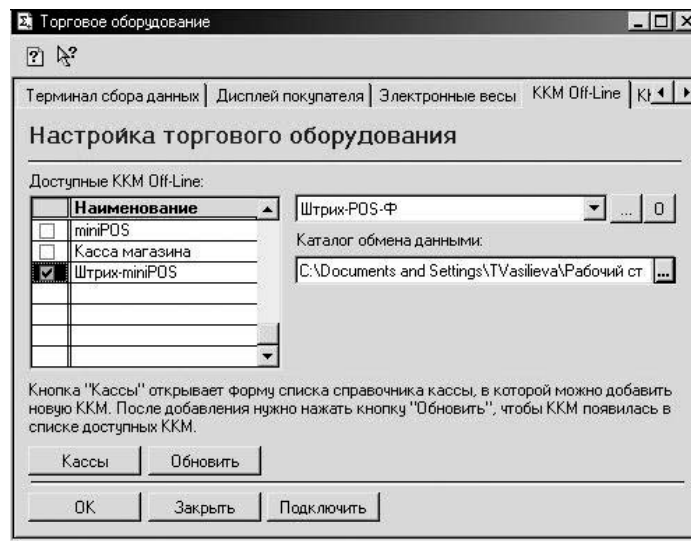 Торговое оборудование
Терминал сбора данных
Дисплей покупателя
Электронные весы
ККМ Off-Line
Настройка торгового оборудования
Доступные ККМ Off-Line:
Наименование
miniPOS
Касса магазина
Штрих-miniPOS
Штрих-POS-Ф
...
О
Каталог обмена данными:
C:\Documents and Settings\TVasilieva\Рабочий ст
...
Кнопка "Кассы" открывает форму списка справочника кассы, в которой можно добавить
новую ККМ. После добавления нужно нажать кнопку "Обновить", чтобы ККМ появилась в
списке доступных ККМ.
Кассы
Обновить
OK
Закрыть
Подключить